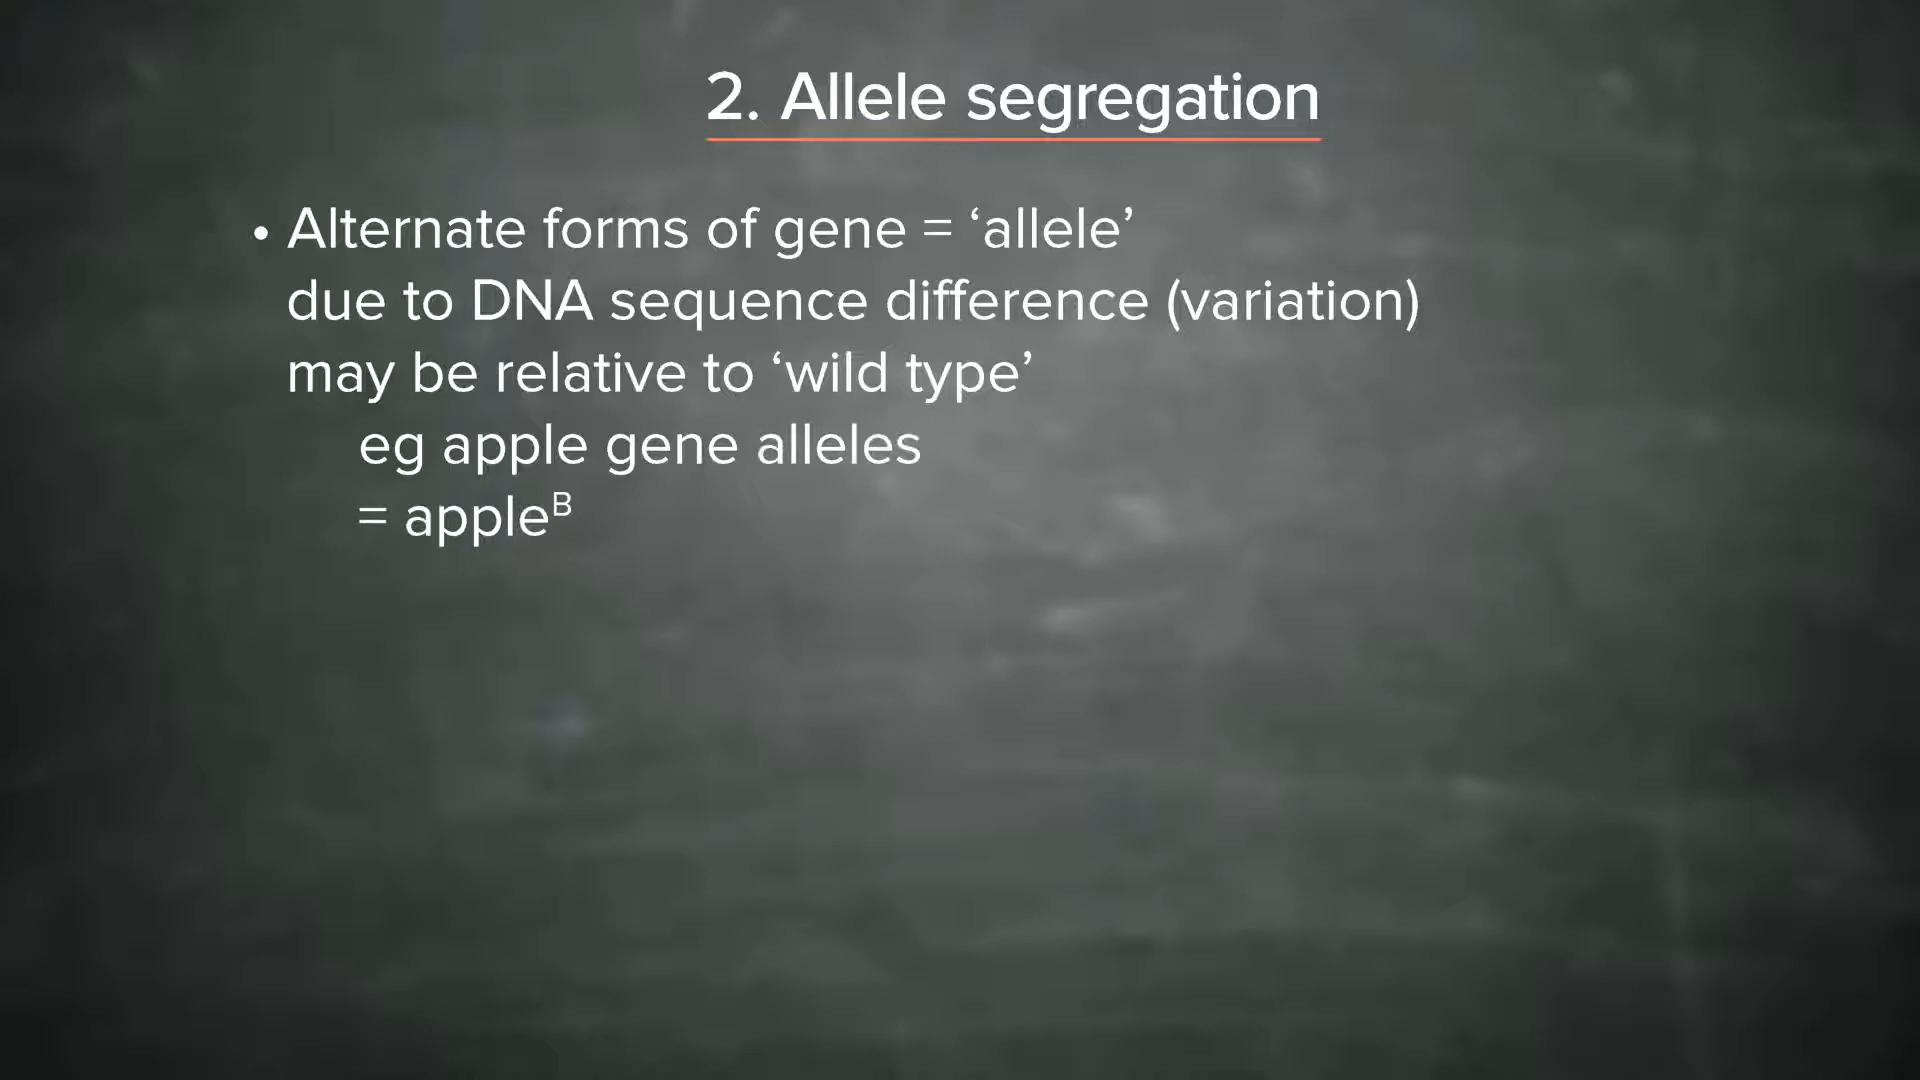 2. Allele segregation
• Alternate forms of gene = ‘allele’
due to DNA sequence difference (variation)
may be relative to ‘wild type’
eg apple gene alleles
= appleᴮ